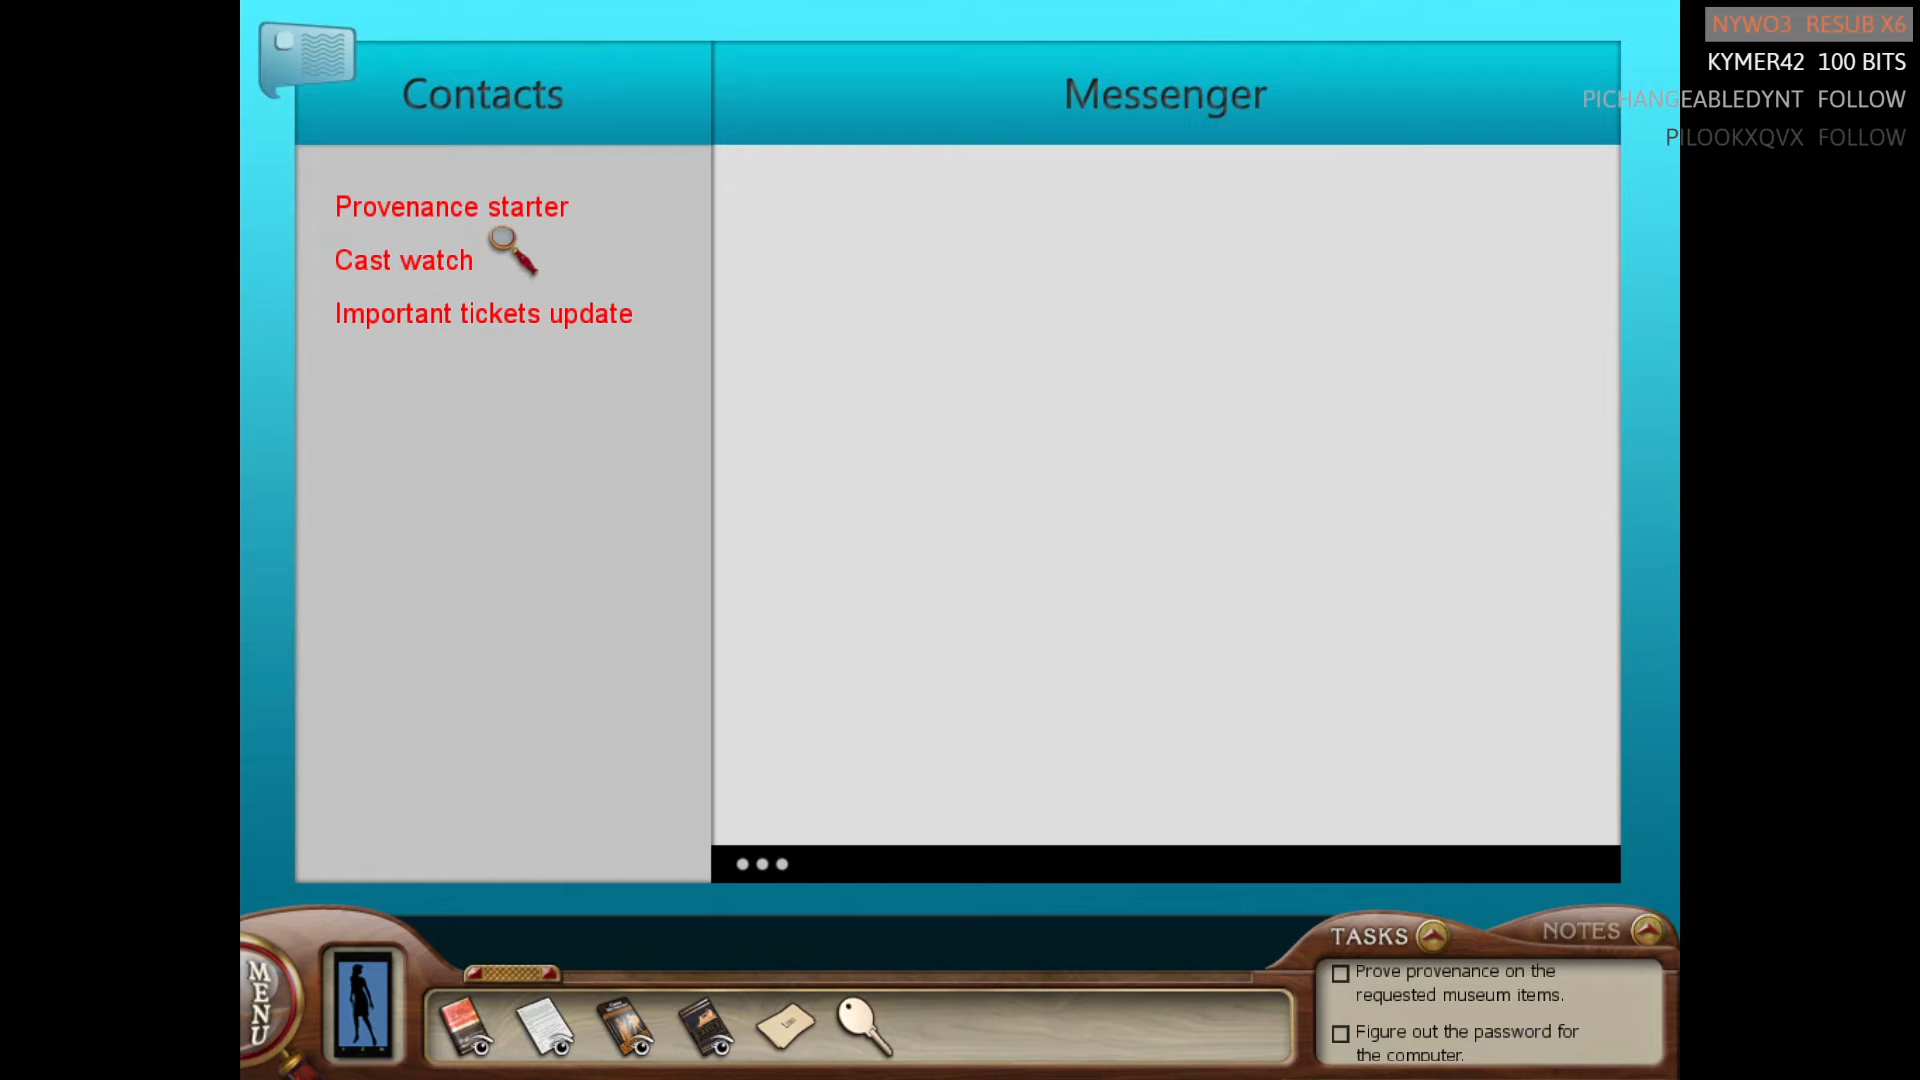 NYWO3 RESUB X6
KYMER42 100 BITS
PICHANGEABLEDYNT FOLLOW
PILOOKXQVX FOLLOW
Contacts
Messenger
Provenance starter
Cast watch
Important tickets update
MENU
TASKS
NOTES
Prove provenance on the
requested museum items.
Figure out the password for
the computer.